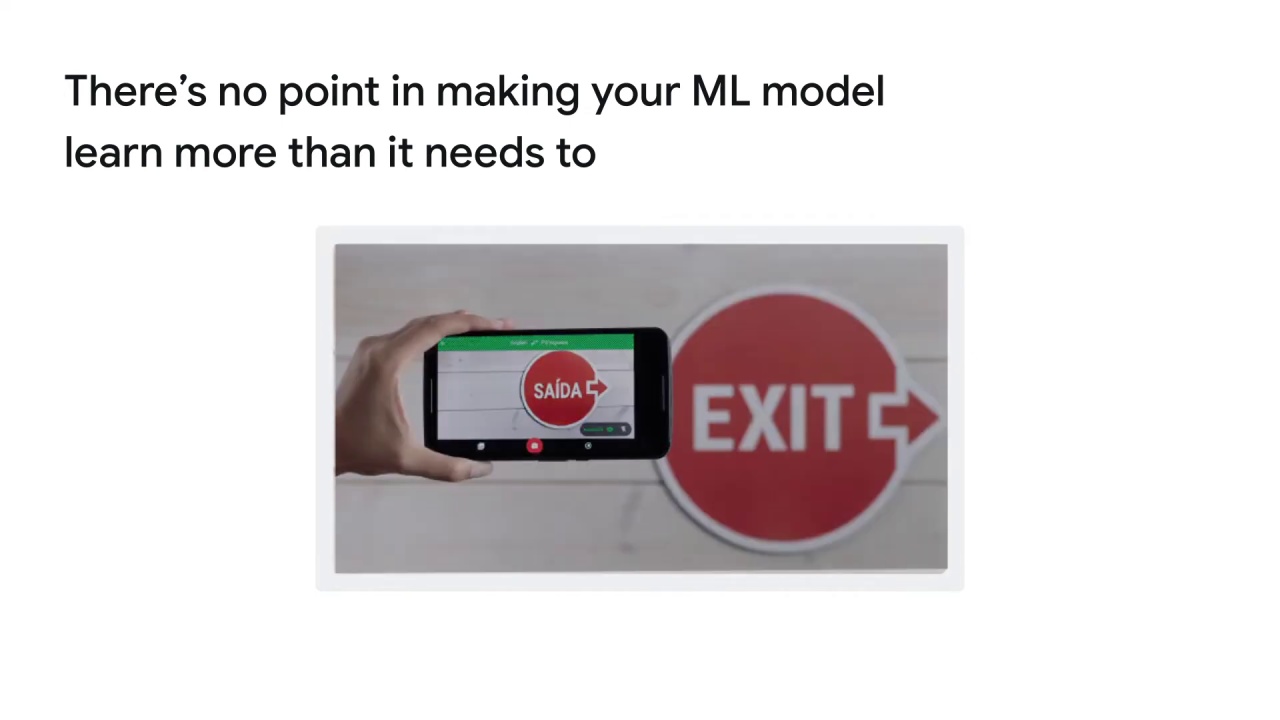 There's no point in making your ML model
learn more than it needs to
SAÍDA
EXIT